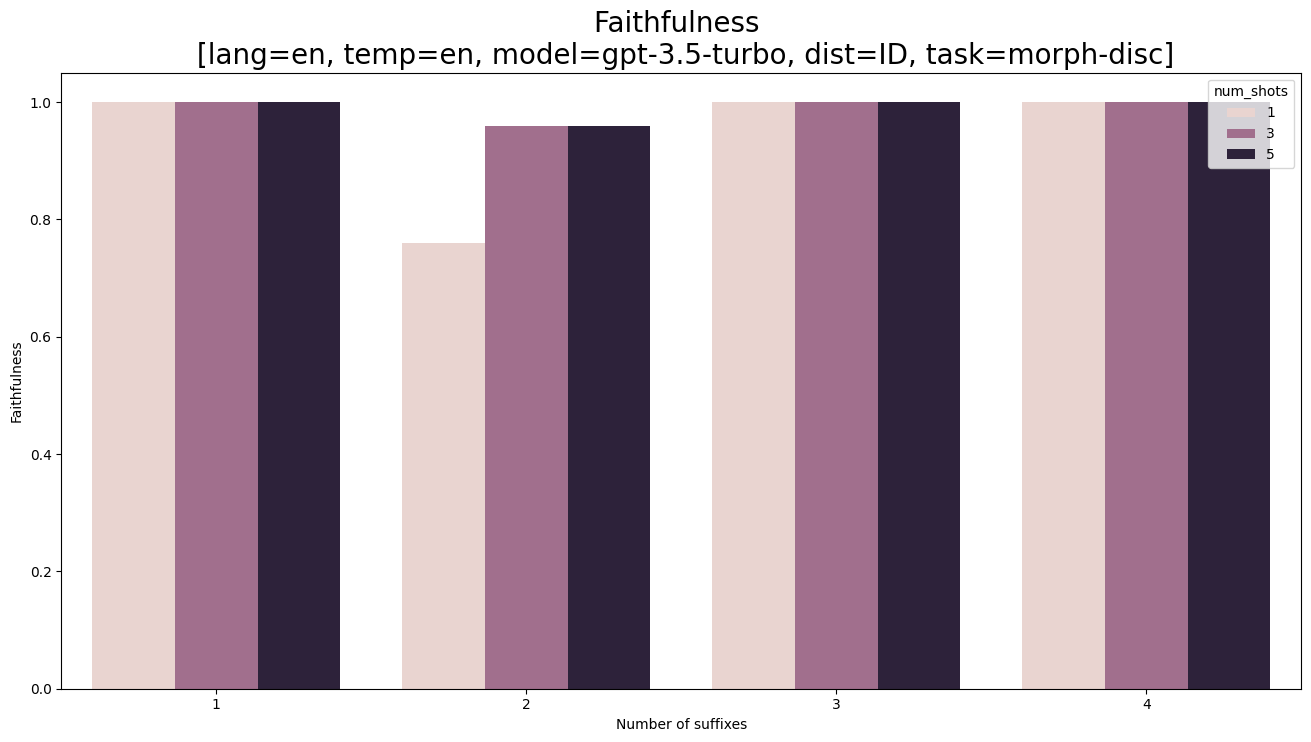 Faithfulness
[lang=en, temp=en, model=gpt-3.5-turbo, dist=ID, task=morph-disc]
num_shots
1
3
5
Faithfulness
1.0
0.8
0.6
0.4
0.2
0.0
1 2 3 4
Number of suffixes